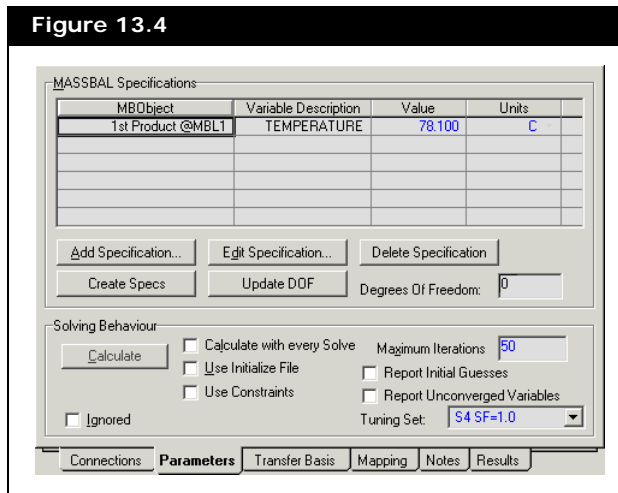 Figure 13.4
MASSBAL Specifications
MBObject Variable Description Value Units
1st Product @MBL1 TEMPERATURE 78.100 C
Add Specification... Edit Specification... Delete Specification
Create Specs Update DOF Degrees Of Freedom: 0
Solving Behaviour
Calculate Calculate with every Solve Maximum Iterations 50
Use Initialize File Report Initial Guesses
Use Constraints Report Unconverged Variables
Ignored Tuning Set: S4 SF=1.0
Connections Parameters Transfer Basis Mapping Notes Results